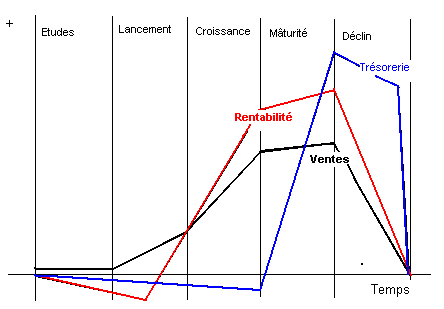 +
Etudes
Lancement
Croissance
Mâturité
Déclin
Trésorerie
Rentabilité
Ventes
Temps